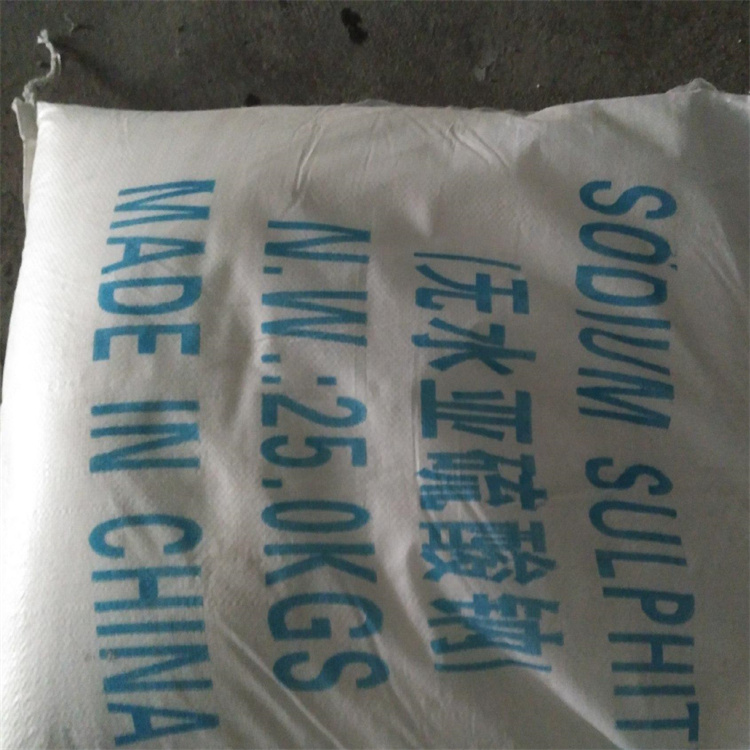 SODIUM SULPHIT
(无水亚硫酸钠)
N.W.:25.0KGS
MADE IN CHINA